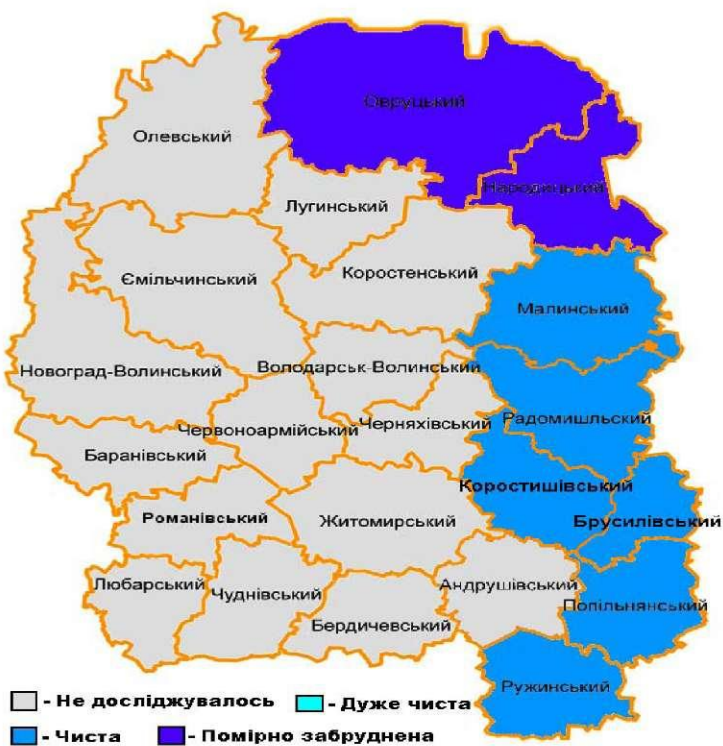 Овруцький
Олевський
Народицький
Лугинський
Коростенський
Ємільчинський
Малинський
Новоград-Волинський
Володарськ-Волинський
Радомишльский
Червоноармійський
Черняхівський
Баранівський
Коростишівський
Романівський
Житомирський
Брусилівський
Любарський
Чуднівський
Андрушівський
Попільнянський
Бердичевський
Ружинський
- Не досліджувалось
- Дуже чиста
- Чиста
- Помірно забруднена